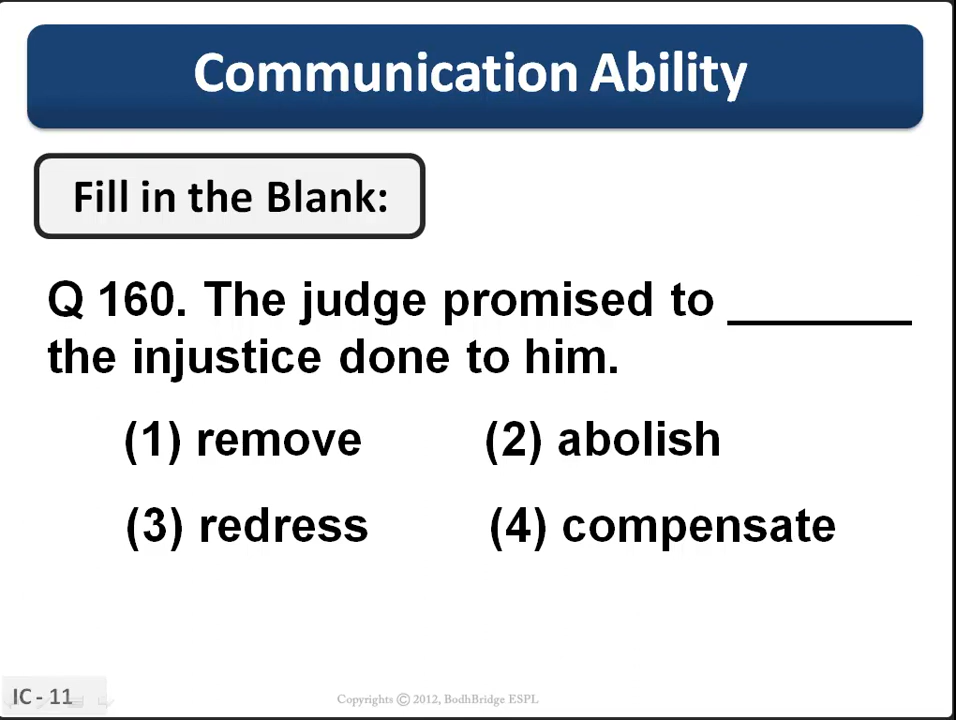 Communication Ability
Fill in the Blank:
Q 160. The judge promised to _______
the injustice done to him.
(1) remove (2) abolish
(3) redress (4) compensate
IC - 11
Copyrights © 2012, BodhBridge ESPL